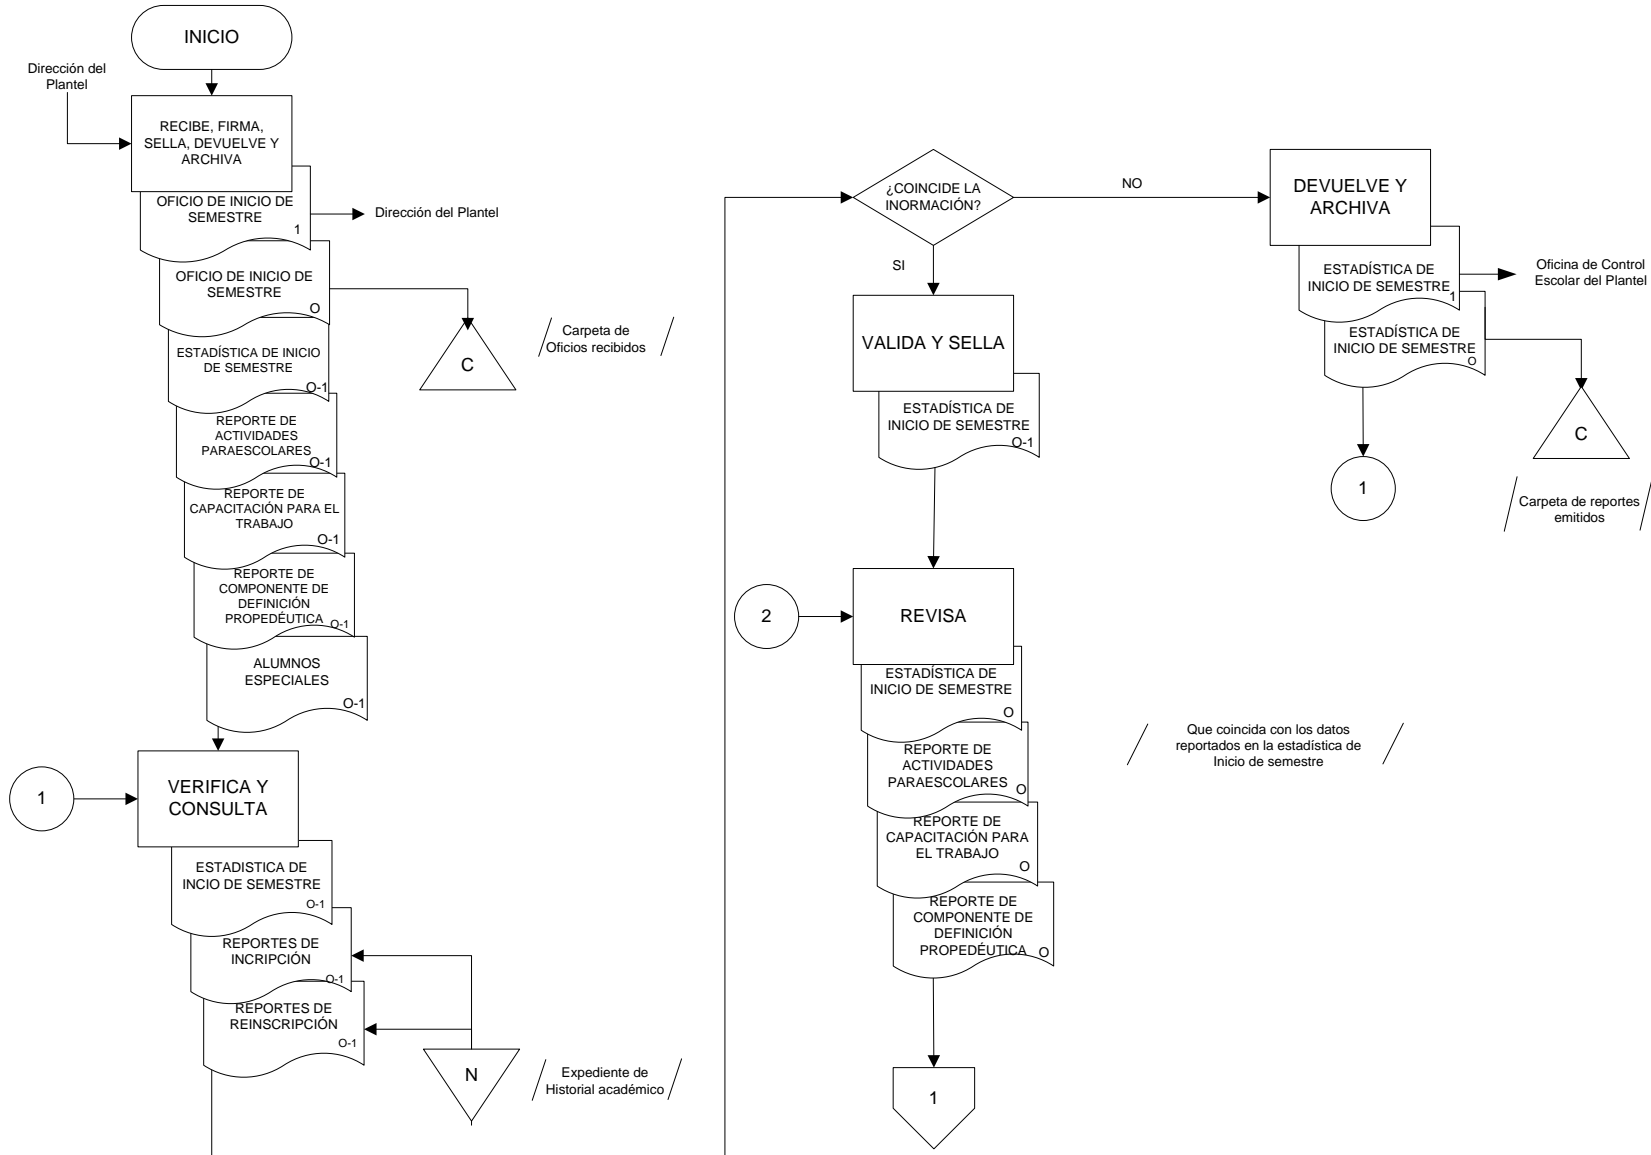 INICIO
Dirección del
Plantel
RECIBE, FIRMA,
SELLA, DEVUELVE Y
ARCHIVA
OFICIO DE INICIO DE
SEMESTRE
1
Dirección del Plantel
OFICIO DE INICIO DE
SEMESTRE
O
C
Carpeta de
Oficios recibidos
ESTADÍSTICA DE INICIO
DE SEMESTRE
O-1
REPORTE DE
ACTIVIDADES
PARAESCOLARES
O-1
REPORTE DE
CAPACITACIÓN PARA EL
TRABAJO
O-1
REPORTE DE
COMPONENTE DE
DEFINICIÓN
PROPEDÉUTICA
O-1
ALUMNOS
ESPECIALES
O-1
1
VERIFICA Y
CONSULTA
ESTADISTICA DE
INCIO DE SEMESTRE
O-1
REPORTES DE
INCRIPCIÓN
O-1
REPORTES DE
REINSCRIPCIÓN
O-1
N
Expediente de
Historial académico
¿COINCIDE LA
INORMACIÓN?
NO
SI
VALIDA Y SELLA
ESTADÍSTICA DE
INICIO DE SEMESTRE
O-1
2
REVISA
ESTADÍSTICA DE
INICIO DE SEMESTRE
O
REPORTE DE
ACTIVIDADES
PARAESCOLARES
O
REPORTE DE
CAPACITACIÓN PARA
EL TRABAJO
O
REPORTE DE
COMPONENTE DE
DEFINICIÓN
PROPEDÉUTICA
O
1
Que coincida con los datos
reportados en la estadística de
Inicio de semestre
DEVUELVE Y
ARCHIVA
ESTADÍSTICA DE
INICIO DE SEMESTRE
1
Oficina de Control
Escolar del Plantel
ESTADÍSTICA DE
INICIO DE SEMESTRE
O
1
C
Carpeta de reportes
emitidos